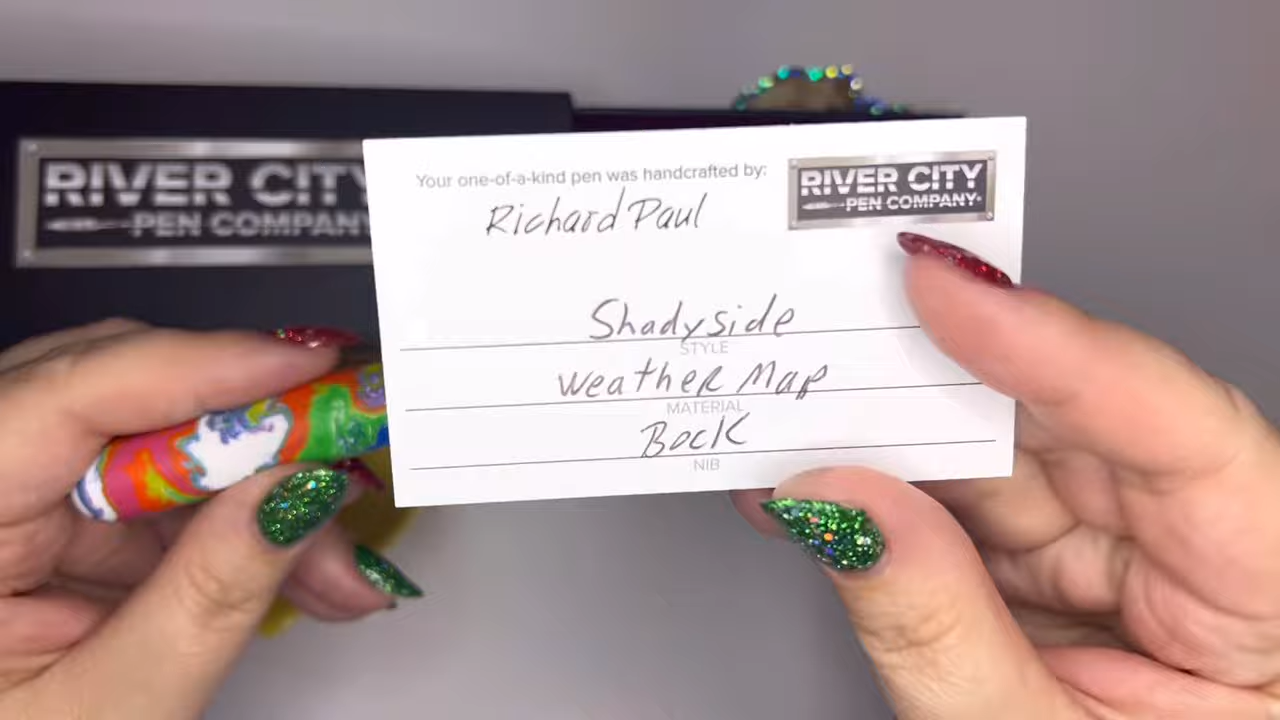 RIVER CITY
PEN COMPANY
Your one-of-a-kind pen was handcrafted by:
Richard Paul
RIVER CITY
PEN COMPANY
Shadyside
STYLE
Weather Map
MATERIAL
Bock
NIB